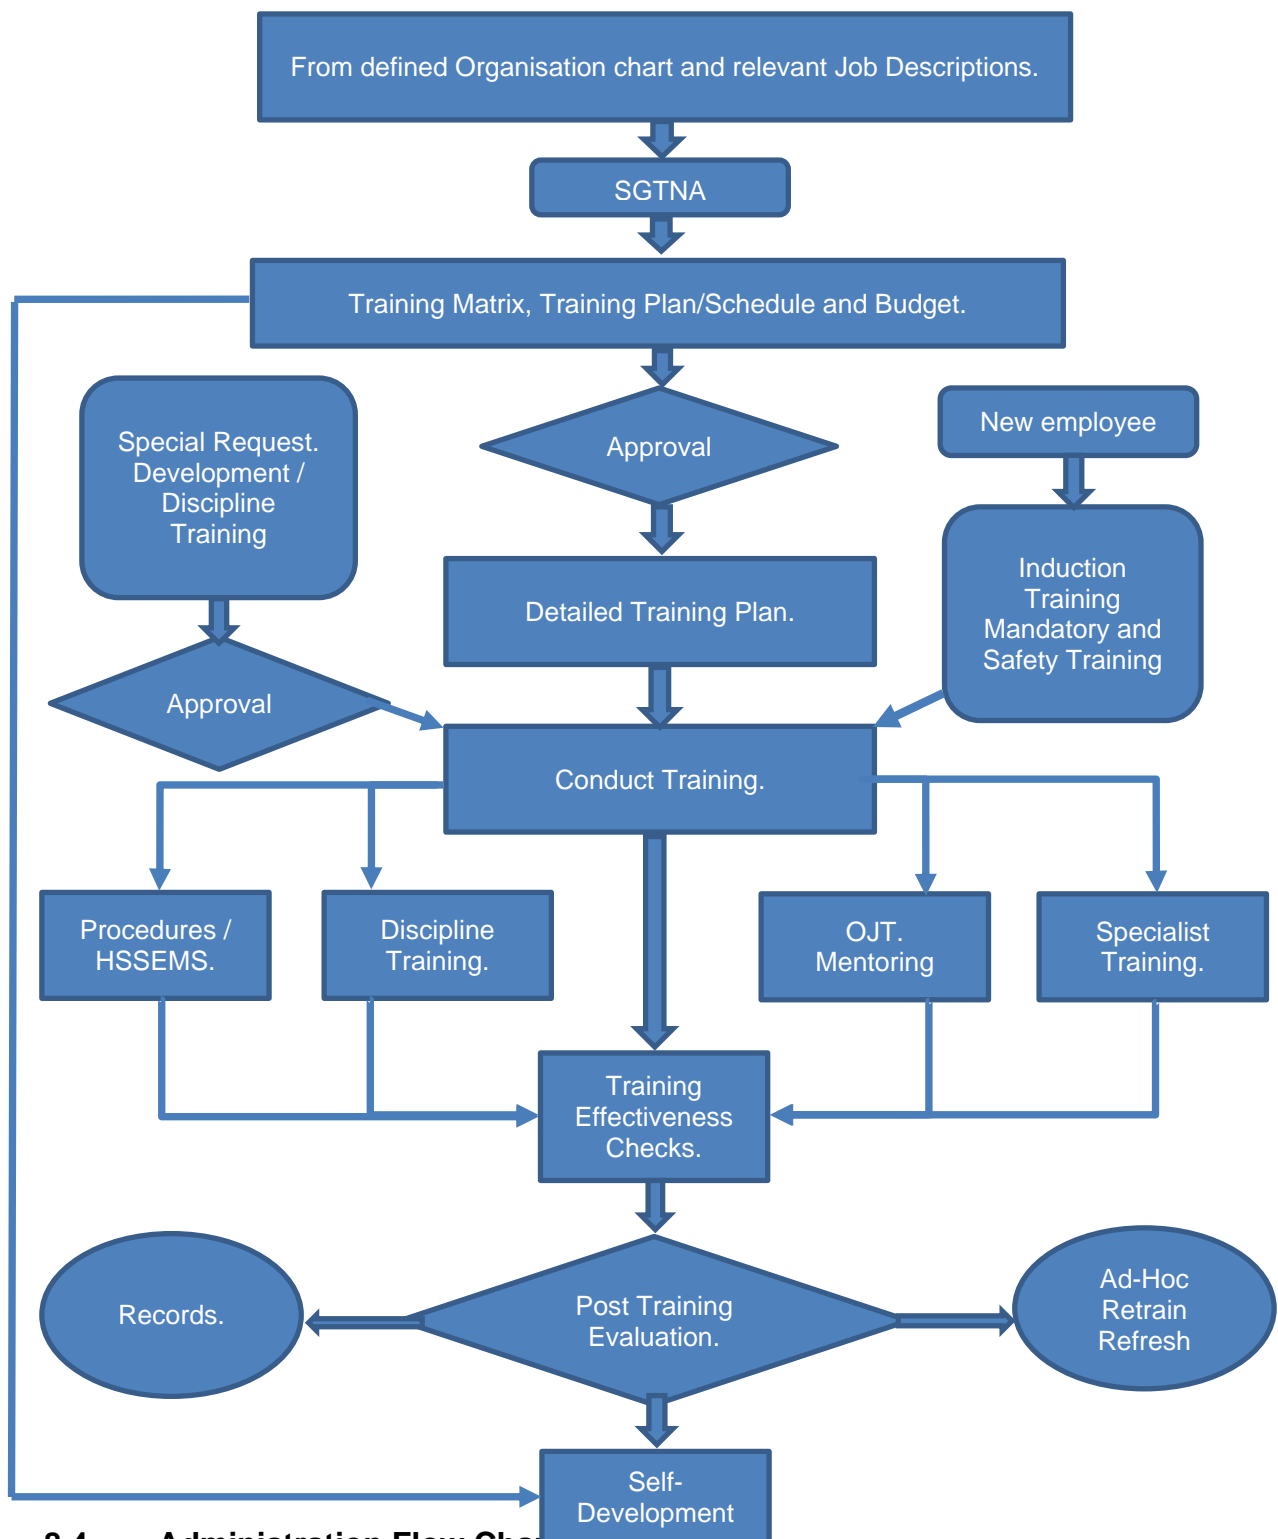 From defined Organisation chart and relevant Job Descriptions.
SGTNA
Training Matrix, Training Plan/Schedule and Budget.
Special Request.
Development /
Discipline
Training
Approval
New employee
Detailed Training Plan.
Induction
Training
Mandatory and
Safety Training
Approval
Conduct Training.
Procedures /
HSSEMS.
Discipline
Training.
OJT.
Mentoring
Specialist
Training.
Training
Effectiveness
Checks.
Records.
Post Training
Evaluation.
Ad-Hoc
Retrain
Refresh
Self-
Development
Administration Flow